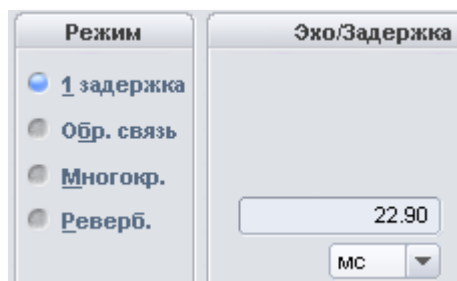 Режим
1 задержка
Обр. связь
Многокр.
Реверб.
Эхо/Задержка
22.90
мс